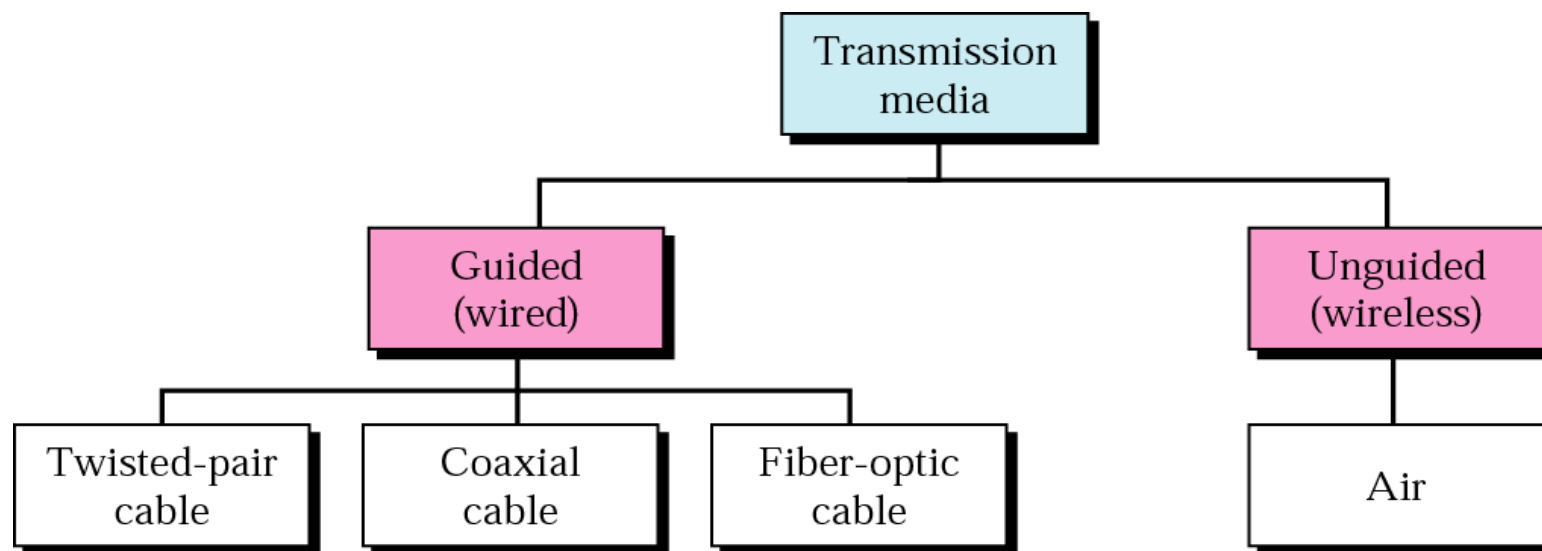 Transmission
media
Guided
(wired)
Unguided
(wireless)
Twisted-pair
cable
Coaxial
cable
Fiber-optic
cable
Air